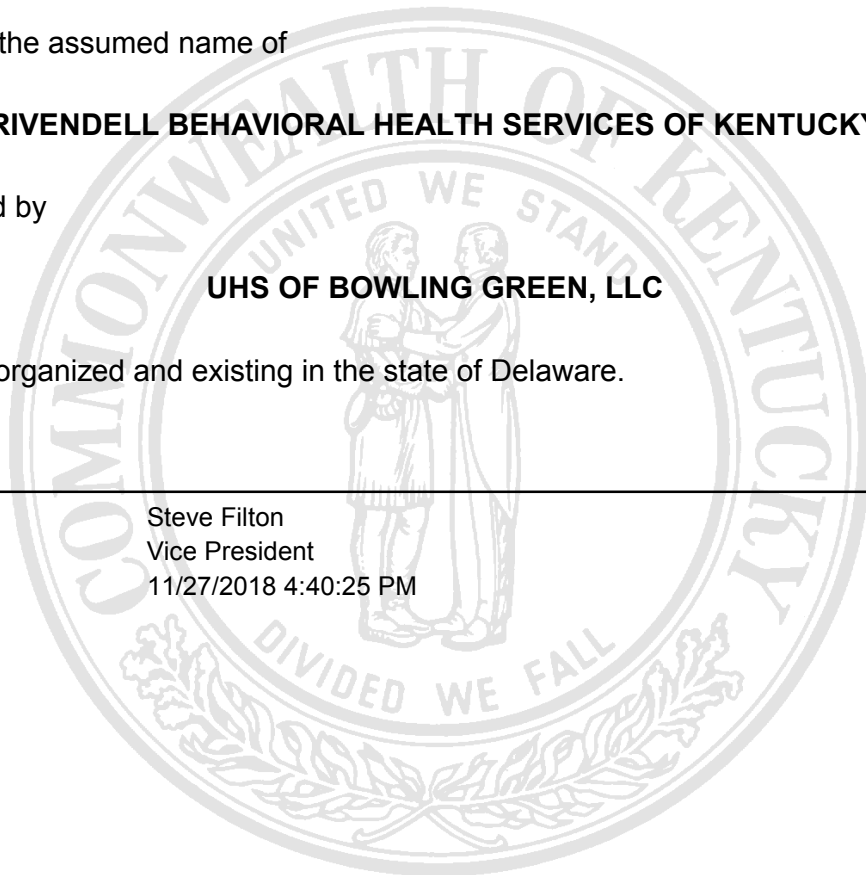 the assumed name of
RIVENDELL BEHAVIORAL HEALTH SERVICES OF KENTUCKY
d by
UHS OF BOWLING GREEN, LLC
organized and existing in the state of Delaware.
Steve Filton
Vice President
11/27/2018 4:40:25 PM
COMMONWEALTH OF KENTUCKY
UNITED WE STAND
DIVIDED WE FALL